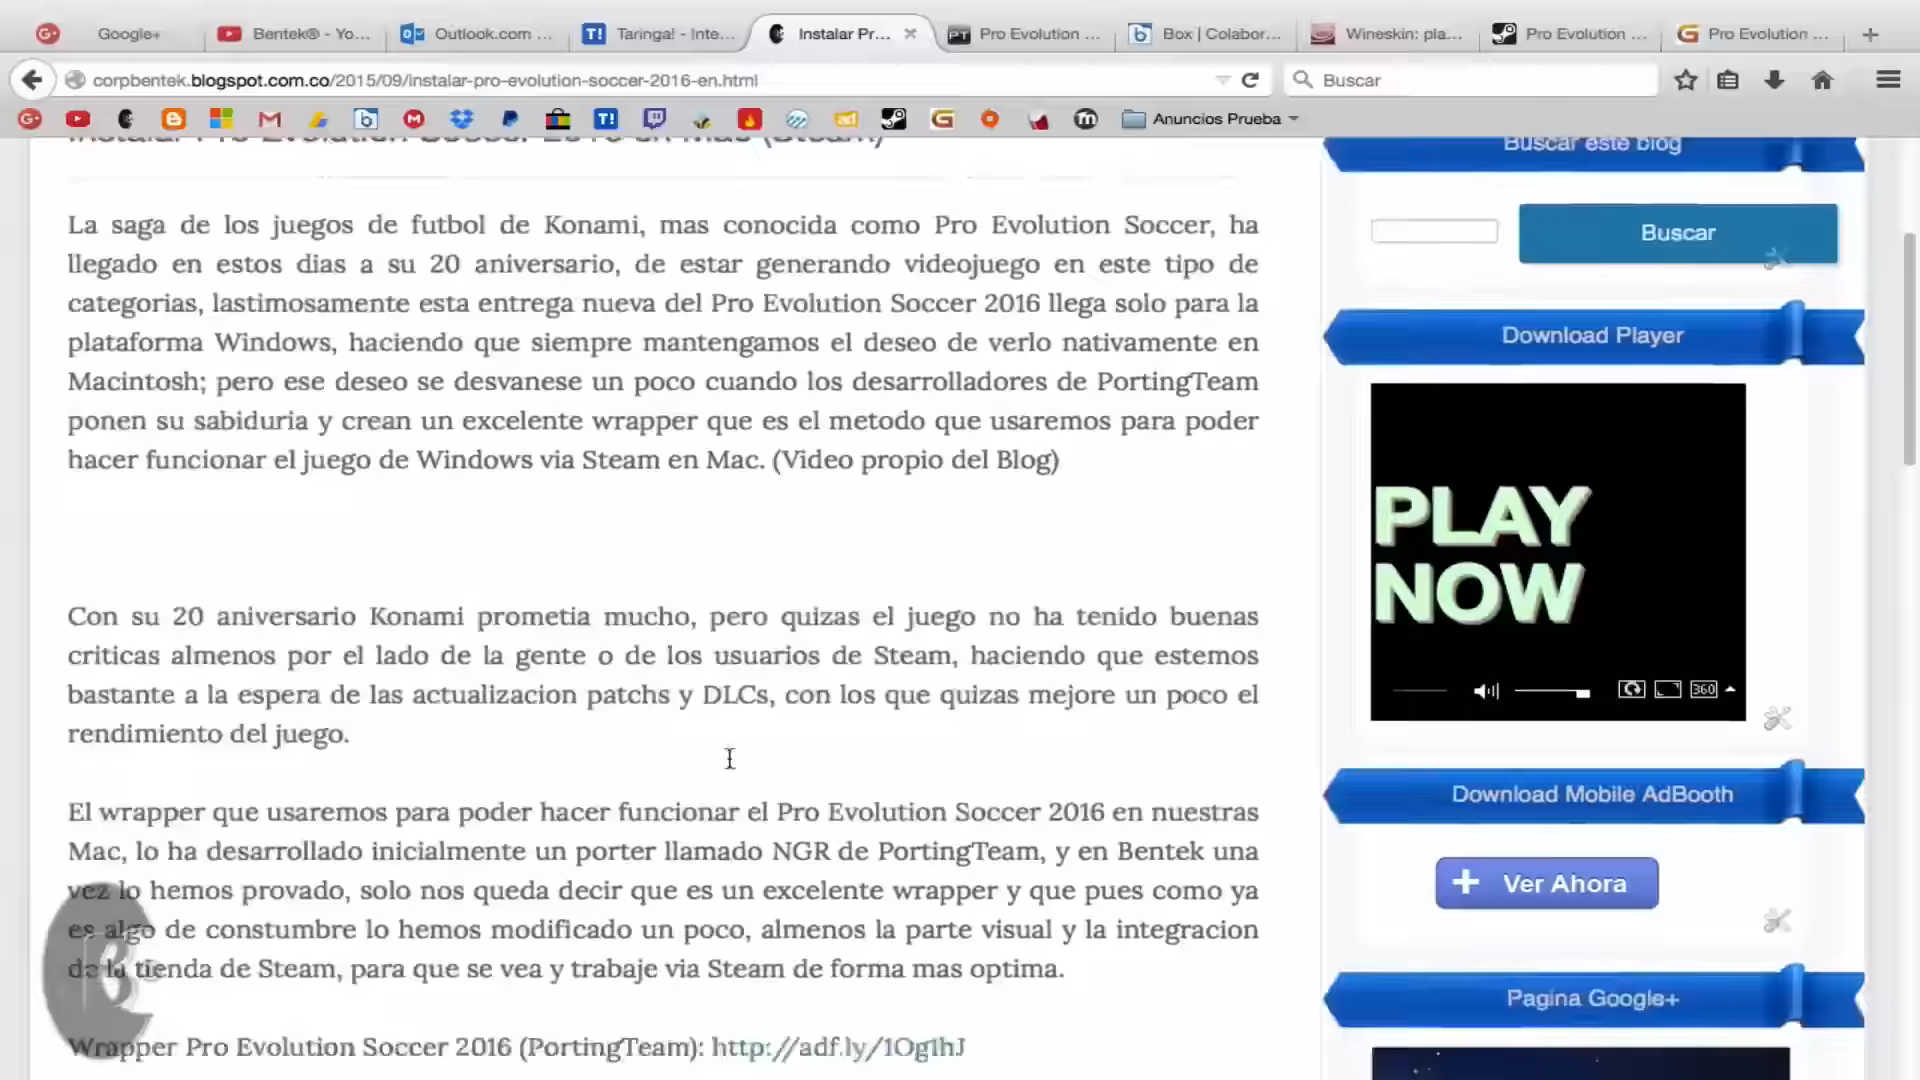 Google+
Bentek® - Yo...
Outlook.com ...
Taringa! - Inte...
Instalar Pr...
Pro Evolution ...
Box | Colabor...
Wineskin: pla...
Pro Evolution ...
Pro Evolution ...
corpbentek.blogspot.com.co/2015/09/instalar-pro-evolution-soccer-2016-en.html
Buscar
Anuncios Prueba
Instalar Pro Evolution Soccer 2016 en Mac (Steam)
La saga de los juegos de futbol de Konami, mas conocida como Pro Evolution Soccer, ha
llegado en estos dias a su 20 aniversario, de estar generando videojuego en este tipo de
categorias, lastimosamente esta entrega nueva del Pro Evolution Soccer 2016 llega solo para la
plataforma Windows, haciendo que siempre mantengamos el deseo de verlo nativamente en
Macintosh; pero ese deseo se desvanese un poco cuando los desarrolladores de PortingTeam
ponen su sabiduria y crean un excelente wrapper que es el metodo que usaremos para poder
hacer funcionar el juego de Windows via Steam en Mac. (Video propio del Blog)
Con su 20 aniversario Konami prometia mucho, pero quizas el juego no ha tenido buenas
criticas almenos por el lado de la gente o de los usuarios de Steam, haciendo que estemos
bastante a la espera de las actualizacion patchs y DLCs, con los que quizas mejore un poco el
rendimiento del juego.
El wrapper que usaremos para poder hacer funcionar el Pro Evolution Soccer 2016 en nuestras
Mac, lo ha desarrollado inicialmente un porter llamado NGR de PortingTeam, y en Bentek una
vez lo hemos provado, solo nos queda decir que es un excelente wrapper y que pues como ya
es algo de constumbre lo hemos modificado un poco, almenos la parte visual y la integracion
de la tienda de Steam, para que se vea y trabaje via Steam de forma mas optima.
Wrapper Pro Evolution Soccer 2016 (PortingTeam): http://adf.ly/1Og1hJ
Buscar este blog
Buscar
Download Player
PLAY
NOW
360
Download Mobile AdBooth
+ Ver Ahora
Pagina Google+